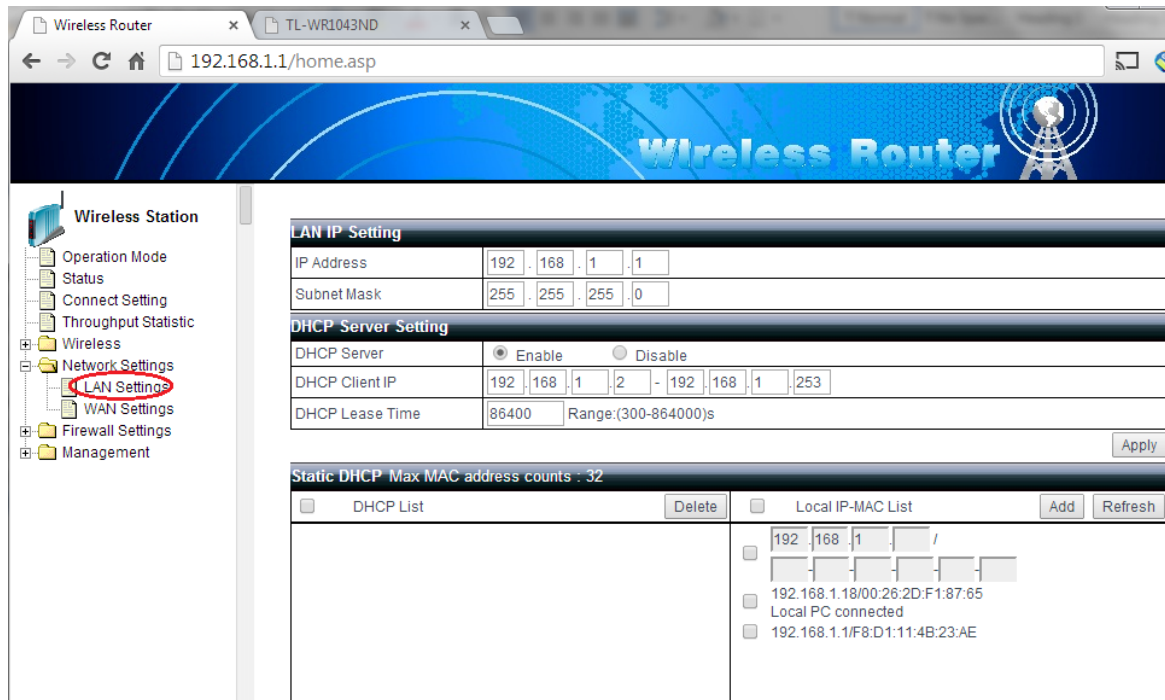 Wireless Router
TL-WR1043ND
192.168.1.1/home.asp
Wireless Router
Wireless Station
Operation Mode
Status
Connect Setting
Throughput Statistic
Wireless
Network Settings
LAN Settings
WAN Settings
Firewall Settings
Management
LAN IP Setting
IP Address 192 . 168 . 1 . 1
Subnet Mask 255 . 255 . 255 . 0
DHCP Server Setting
DHCP Server Enable Disable
DHCP Client IP 192 . 168 . 1 . 2 - 192 . 168 . 1 . 253
DHCP Lease Time 86400 Range:(300-864000)s
Apply
Static DHCP Max MAC address counts : 32
DHCP List Delete Local IP-MAC List Add Refresh
192 . 168 . 1 . /
- - - - -
192.168.1.18/00:26:2D:F1:87:65
Local PC connected
192.168.1.1/F8:D1:11:4B:23:AE